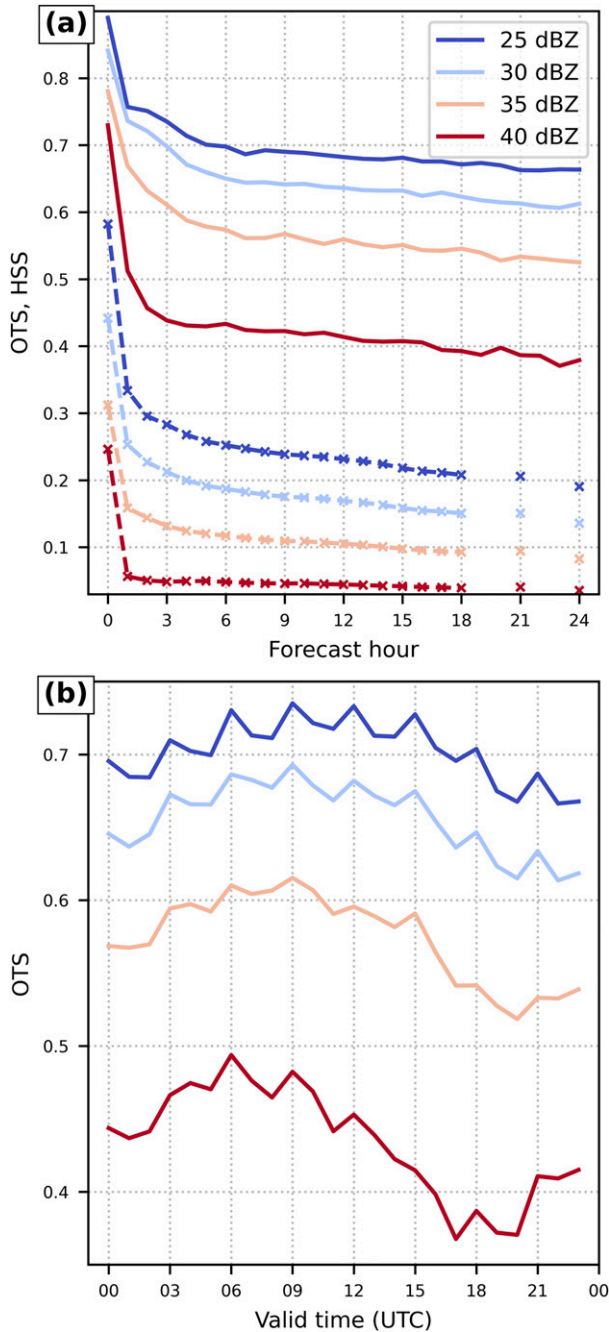 (a)
25 dBZ
30 dBZ
35 dBZ
40 dBZ
OTS, HSS
0.8
0.7
0.6
0.5
0.4
0.3
0.2
0.1
0 3 6 9 12 15 18 21 24
Forecast hour
(b)
OTS
0.7
0.6
0.5
0.4
00 03 06 09 12 15 18 21 00
Valid time (UTC)